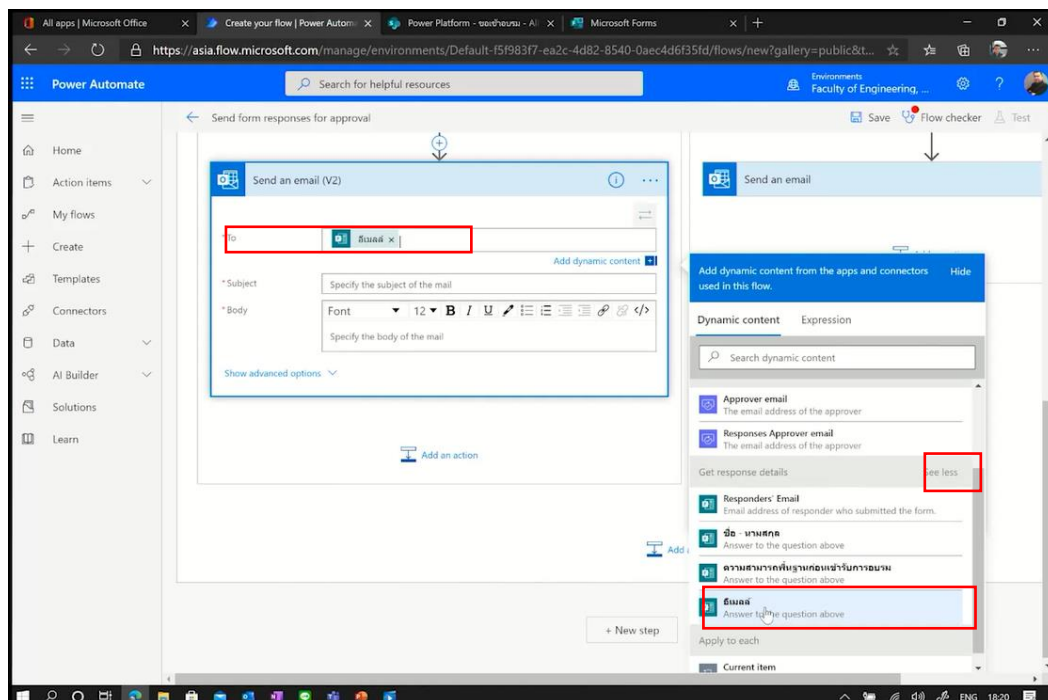 All apps | Microsoft Office
Create your flow | Power Autom
Power Platform - ขอเข้าอบรม - Al
Microsoft Forms
https://asia.flow.microsoft.com/manage/environments/Default-f5f983f7-ea2c-4d82-8540-0aec4d6f35fd/flows/new?gallery=public&t...
Power Automate
Search for helpful resources
Environments
Faculty of Engineering, ...
Send form responses for approval
Save
Flow checker
Test
Home
Action items
My flows
Create
Templates
Connectors
Data
AI Builder
Solutions
Learn
Send an email (V2)
* To
อีเมลล์ ×
Add dynamic content
* Subject
Specify the subject of the mail
* Body
Font 12 B I U </>
Specify the body of the mail
Show advanced options
Add an action
+ New step
Send an email
Add dynamic content from the apps and connectors
used in this flow.
Hide
Dynamic content
Expression
Search dynamic content
Approver email
The email address of the approver
Responses Approver email
The email address of the approver
Get response details
See less
Responders' Email
Email address of responder who submitted the form.
ชื่อ - นามสกุล
Answer to the question above
ความสามารถพื้นฐานก่อนเข้ารับการอบรม
Answer to the question above
อีเมลล์
Answer to the question above
Apply to each
Current item
ENG 18:20